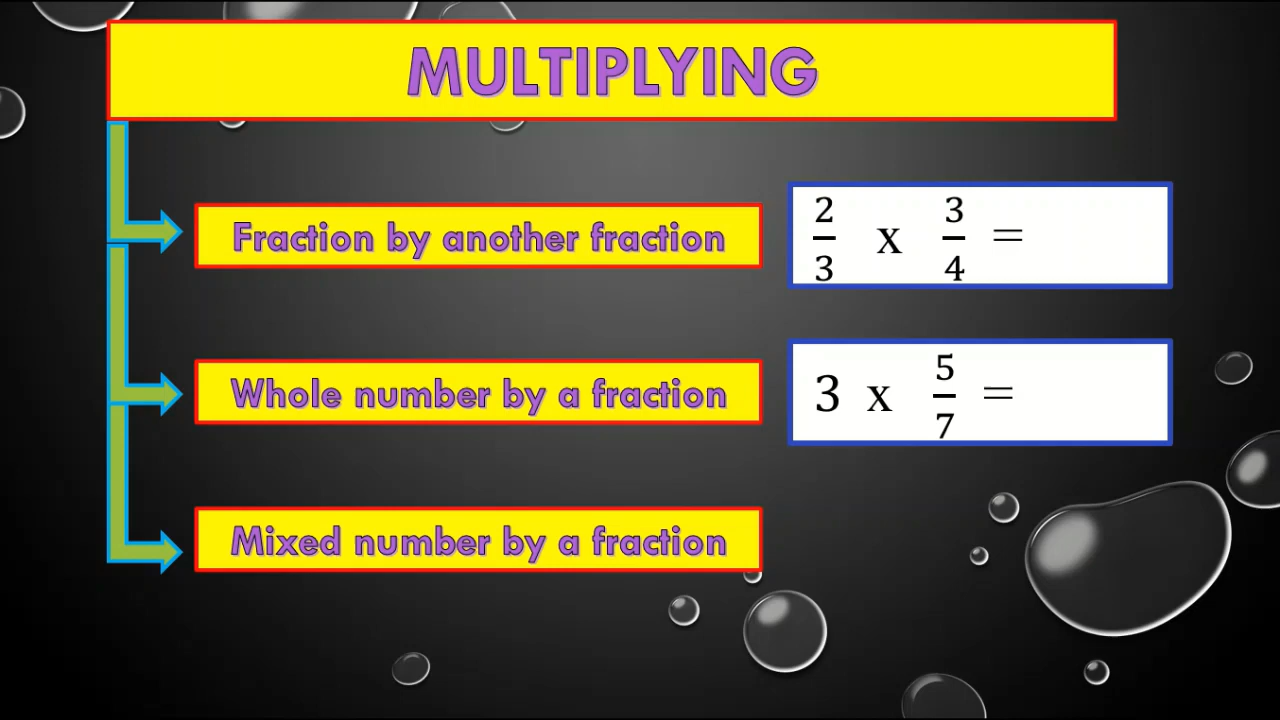 MULTIPLYING
Fraction by another fraction
2/3 x 3/4 =
Whole number by a fraction
3 x 5/7 =
Mixed number by a fraction